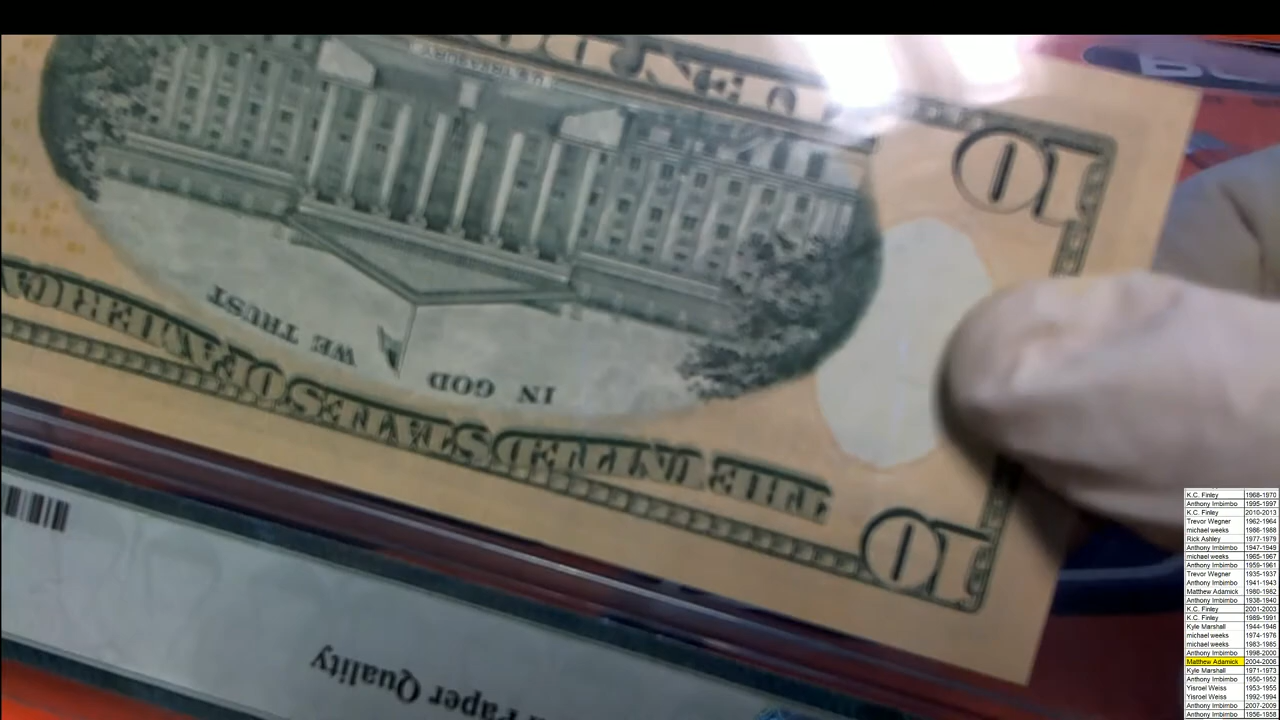 U.S. TREASURY
10
IN GOD WE TRUST
THE UNITED STATES OF AMERICA
10
Paper Quality
K.C. Finley 1968-1970
Anthony Imbimbo 1995-1997
K.C. Finley 2010-2013
Trevor Wegner 1962-1964
michael weeks 1986-1988
Rick Ashley 1977-1979
Anthony Imbimbo 1947-1949
michael weeks 1965-1967
Anthony Imbimbo 1959-1961
Trevor Wegner 1935-1937
Anthony Imbimbo 1941-1943
Matthew Adamick 1980-1982
Anthony Imbimbo 1938-1940
K.C. Finley 2001-2003
K.C. Finley 1989-1991
Kyle Marshall 1944-1946
michael weeks 1974-1976
michael weeks 1983-1985
Anthony Imbimbo 1998-2000
Matthew Adamick 2004-2006
Kyle Marshall 1971-1973
Anthony Imbimbo 1950-1952
Yisroel Weiss 1953-1955
Yisroel Weiss 1992-1994
Anthony Imbimbo 2007-2009
Anthony Imbimbo 1956-1958